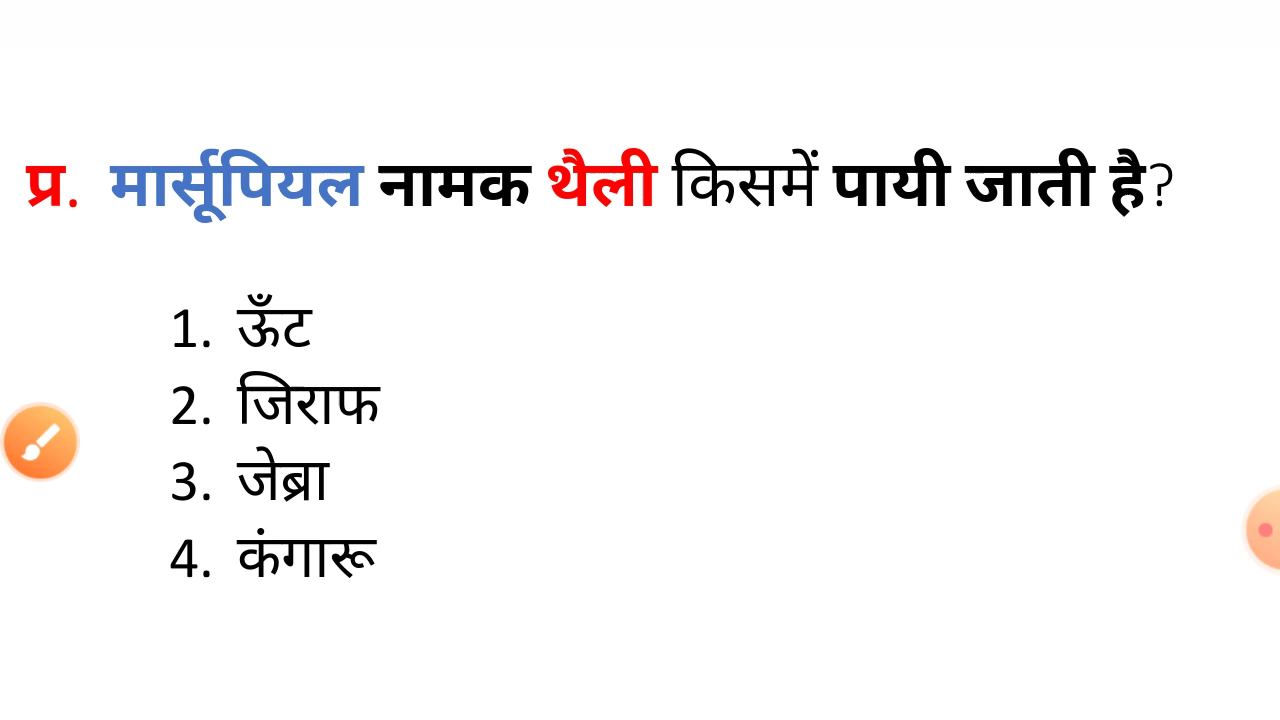 प्र. मार्सूपियल नामक थैली किसमें पायी जाती है?
1. ऊँट
2. जिराफ
3. जेब्रा
4. कंगारू